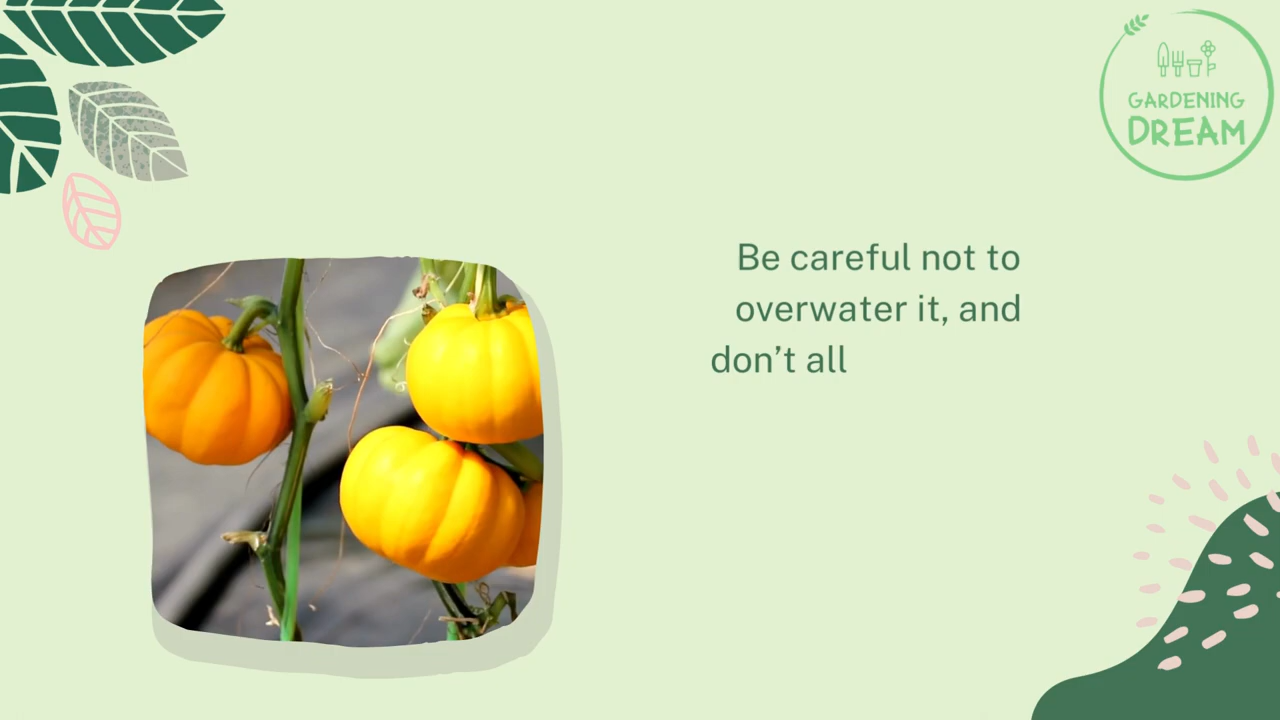 GARDENING
DREAM
Be careful not to
overwater it, and
don’t all